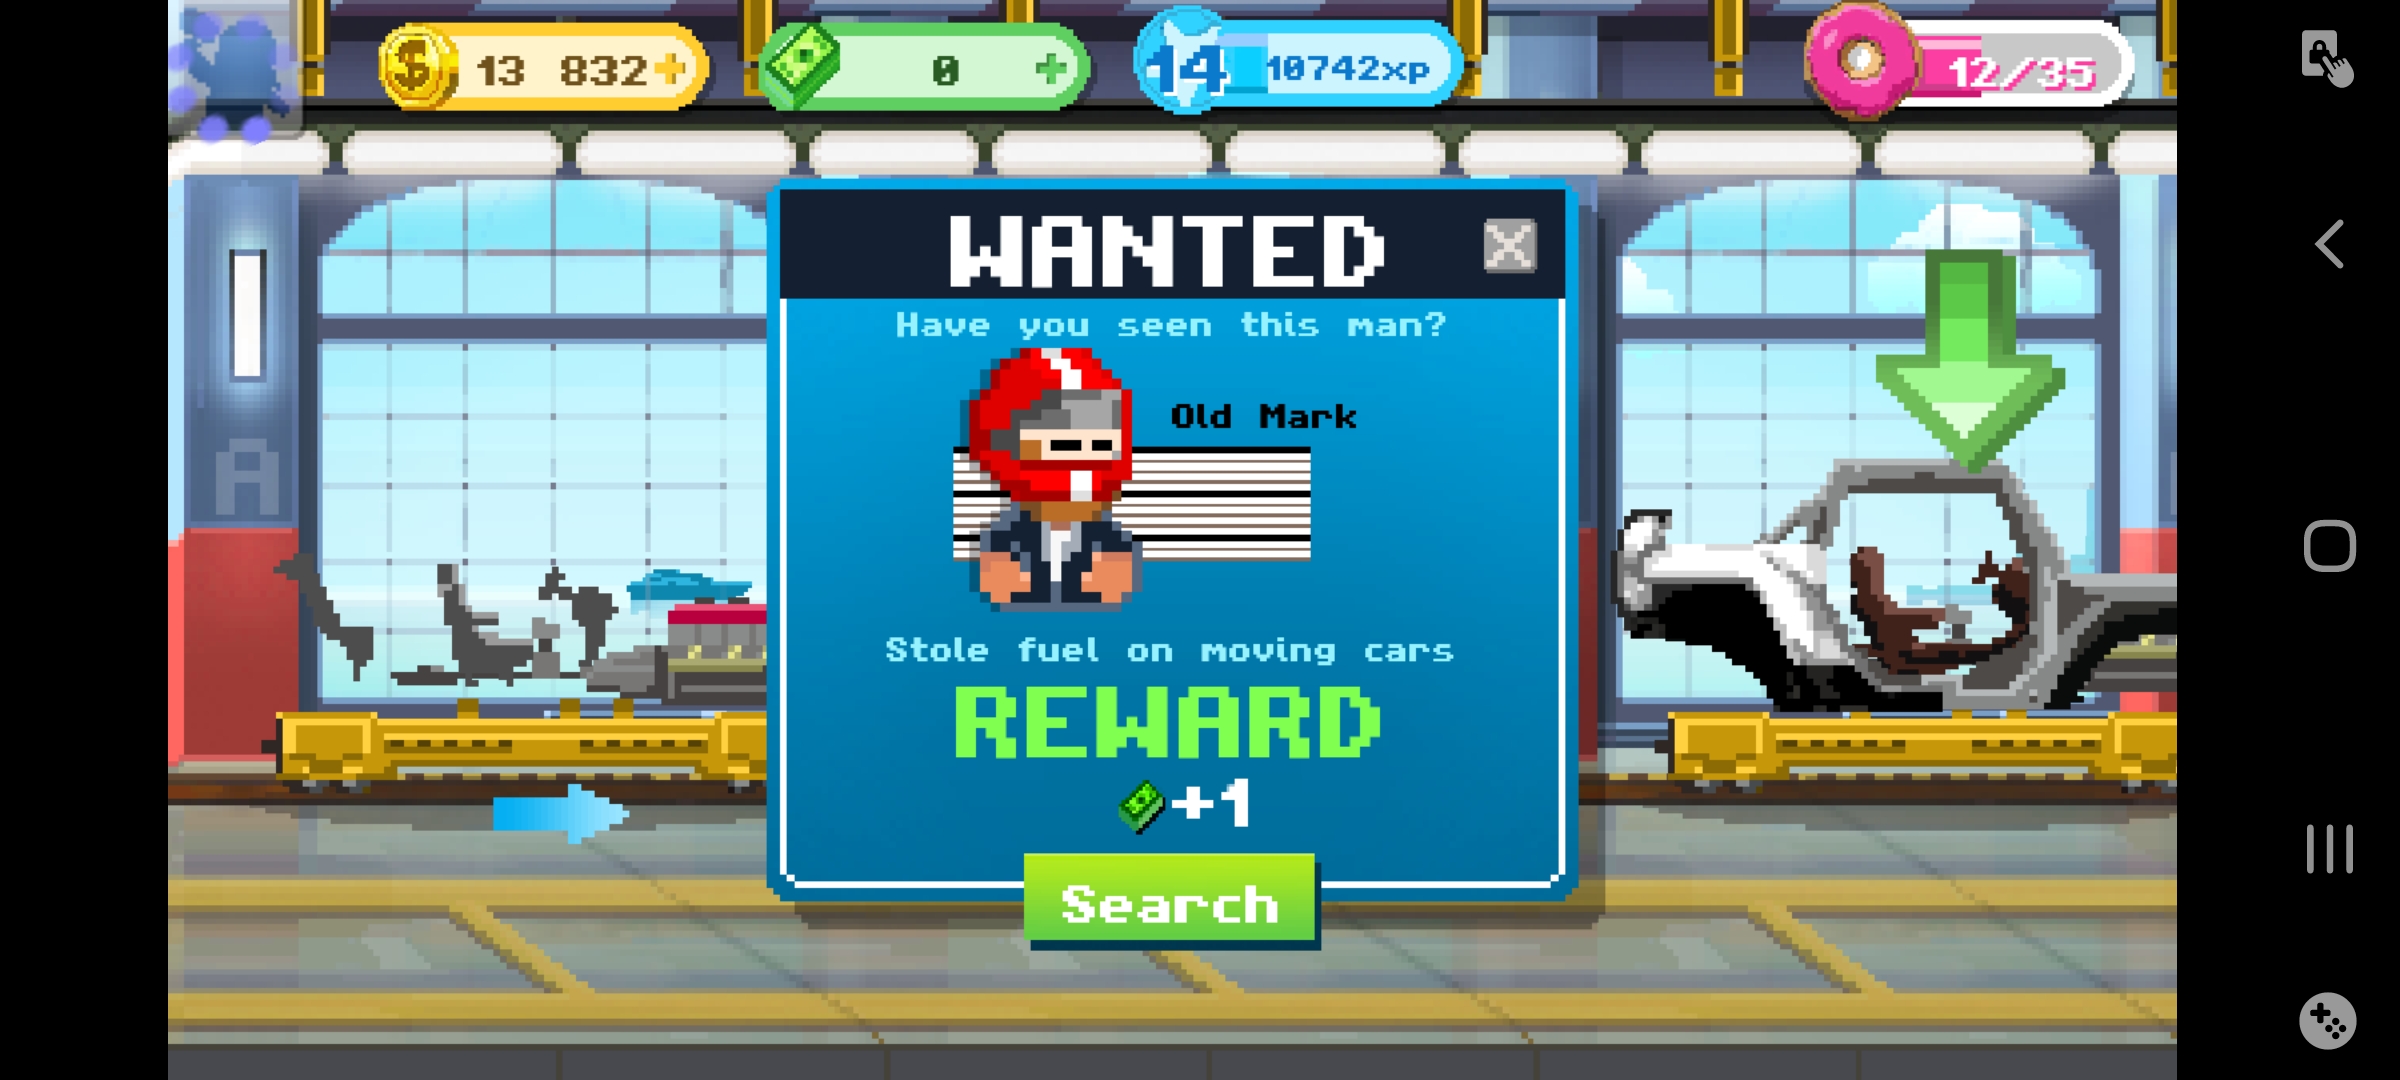 13 832 +
0 +
14 10742xp
12/35
WANTED
Have you seen this man?
Old Mark
Stole fuel on moving cars
REWARD
+1
Search
A